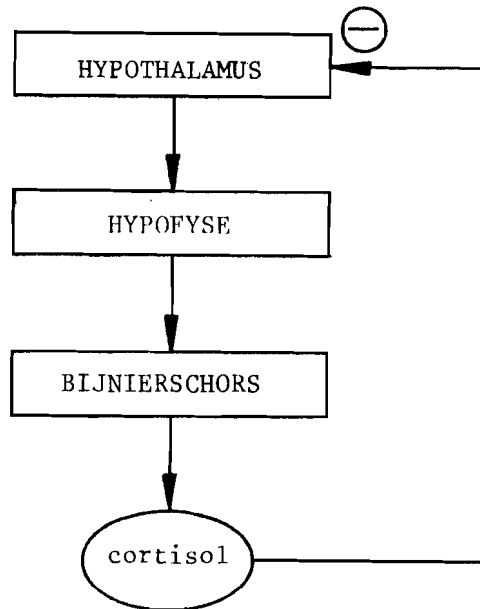 −
HYPOTHALAMUS
HYPOFYSE
BIJNIERSCHORS
cortisol